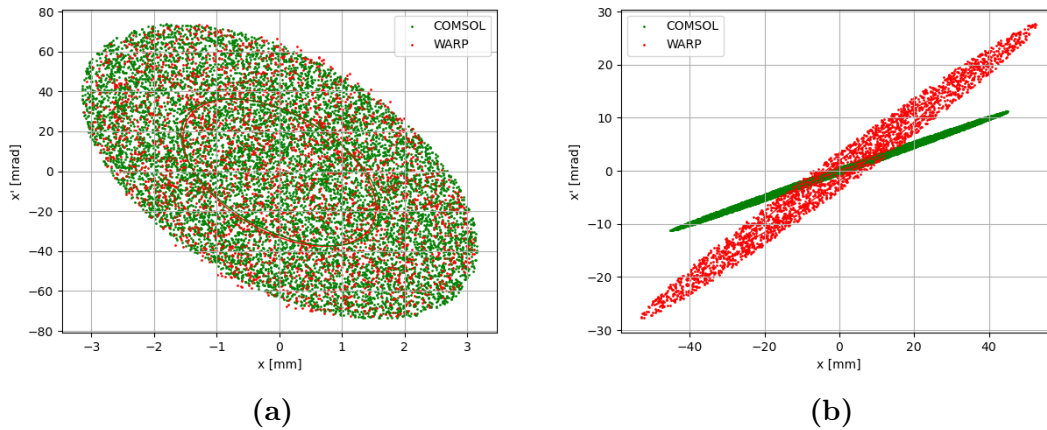 80
60
40
20
0
−20
−40
−60
−80
x' [mrad]
−3 −2 −1 0 1 2 3
x [mm]
COMSOL
WARP
(a)
30
20
10
0
−10
−20
−30
x' [mrad]
−40 −20 0 20 40
x [mm]
COMSOL
WARP
(b)